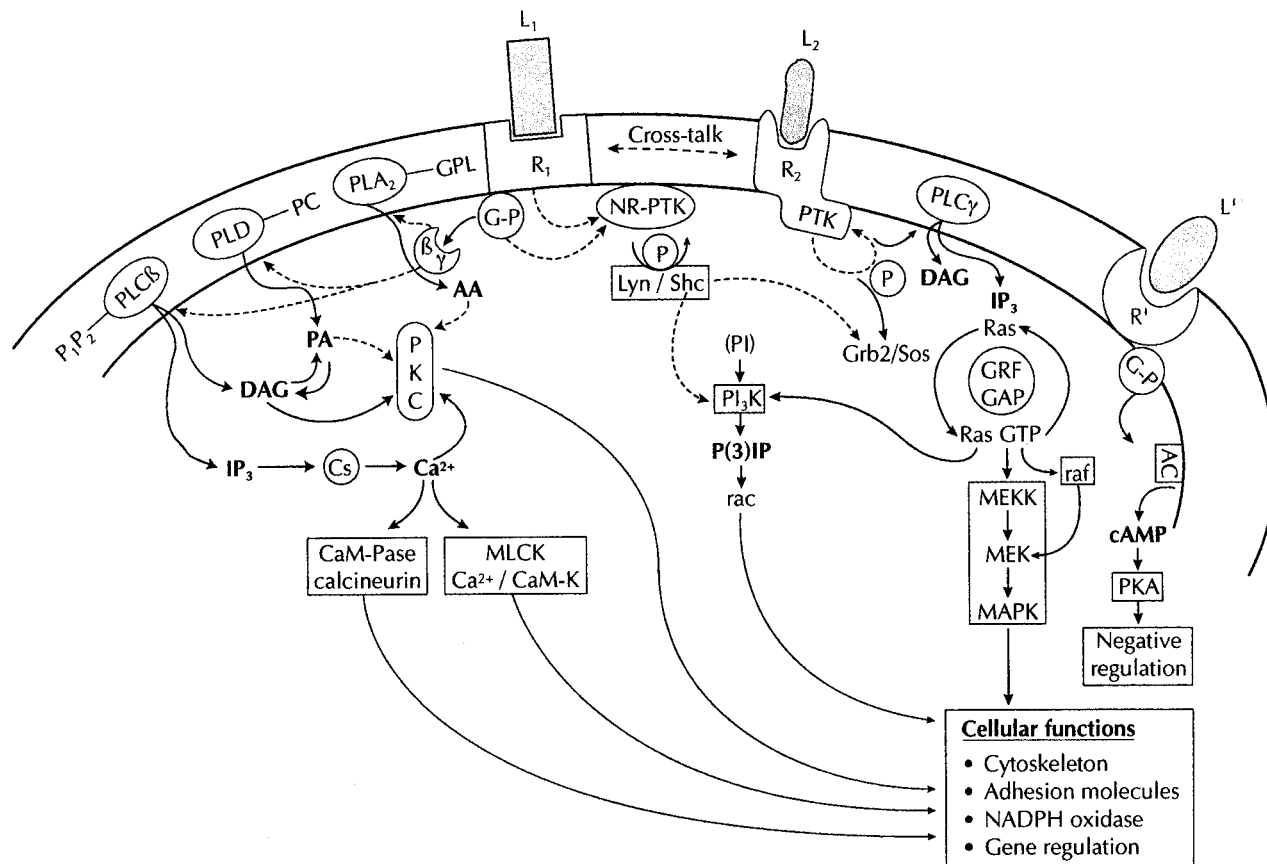 L₁
L₂
L'
Cross-talk
R₁
R₂
PLA₂
GPL
PLD
PC
PLCß
P₁P₂
G-P
ß
γ
NR-PTK
P
Lyn / Shc
PTK
P
PLCγ
DAG
IP₃
R'
G-P
AA
PA
DAG
P
K
C
IP₃
Cs
Ca²⁺
CaM-Pase
calcineurin
MLCK
Ca²⁺ / CaM-K
(PI)
PI₃K
P(3)IP
rac
Grb2/Sos
Ras
GRF
GAP
Ras GTP
raf
MEKK
MEK
MAPK
AC
cAMP
PKA
Negative
regulation
Cellular functions
• Cytoskeleton
• Adhesion molecules
• NADPH oxidase
• Gene regulation